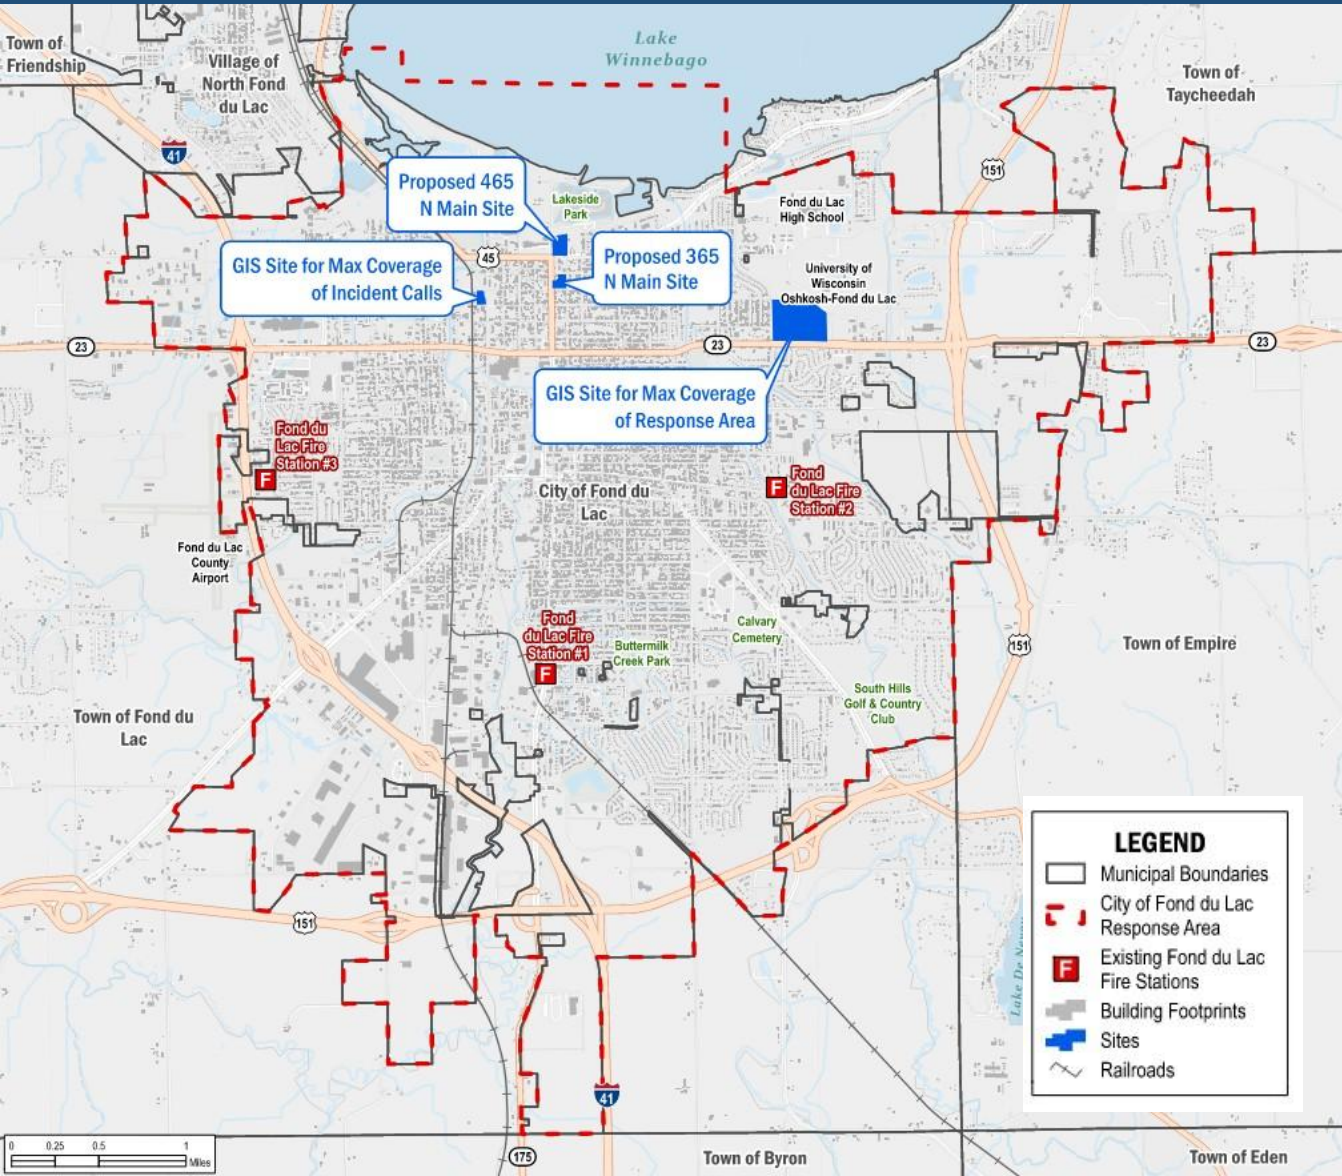 Lake
Winnebago
Town of
Friendship
Village of
North Fond
du Lac
Town of
Taycheedah
41
151
Proposed 465
N Main Site
Lakeside
Park
Fond du Lac
High School
45
GIS Site for Max Coverage
of Incident Calls
Proposed 365
N Main Site
University of
Wisconsin
Oshkosh-Fond du Lac
23
23
23
GIS Site for Max Coverage
of Response Area
Fond du
Lac Fire
Station #3
F
F
Fond
du Lac Fire
Station #2
City of Fond du
Lac
Fond du Lac
County
Airport
Fond
du Lac Fire
Station #1
F
Buttermilk
Creek Park
Calvary
Cemetery
151
Town of Empire
South Hills
Golf & Country
Club
Town of Fond du
Lac
151
LEGEND
Municipal Boundaries
City of Fond du Lac
Response Area
F
Existing Fond du Lac
Fire Stations
Building Footprints
Sites
Railroads
41
0 0.25 0.5 1
Miles
175
Town of Byron
Town of Eden